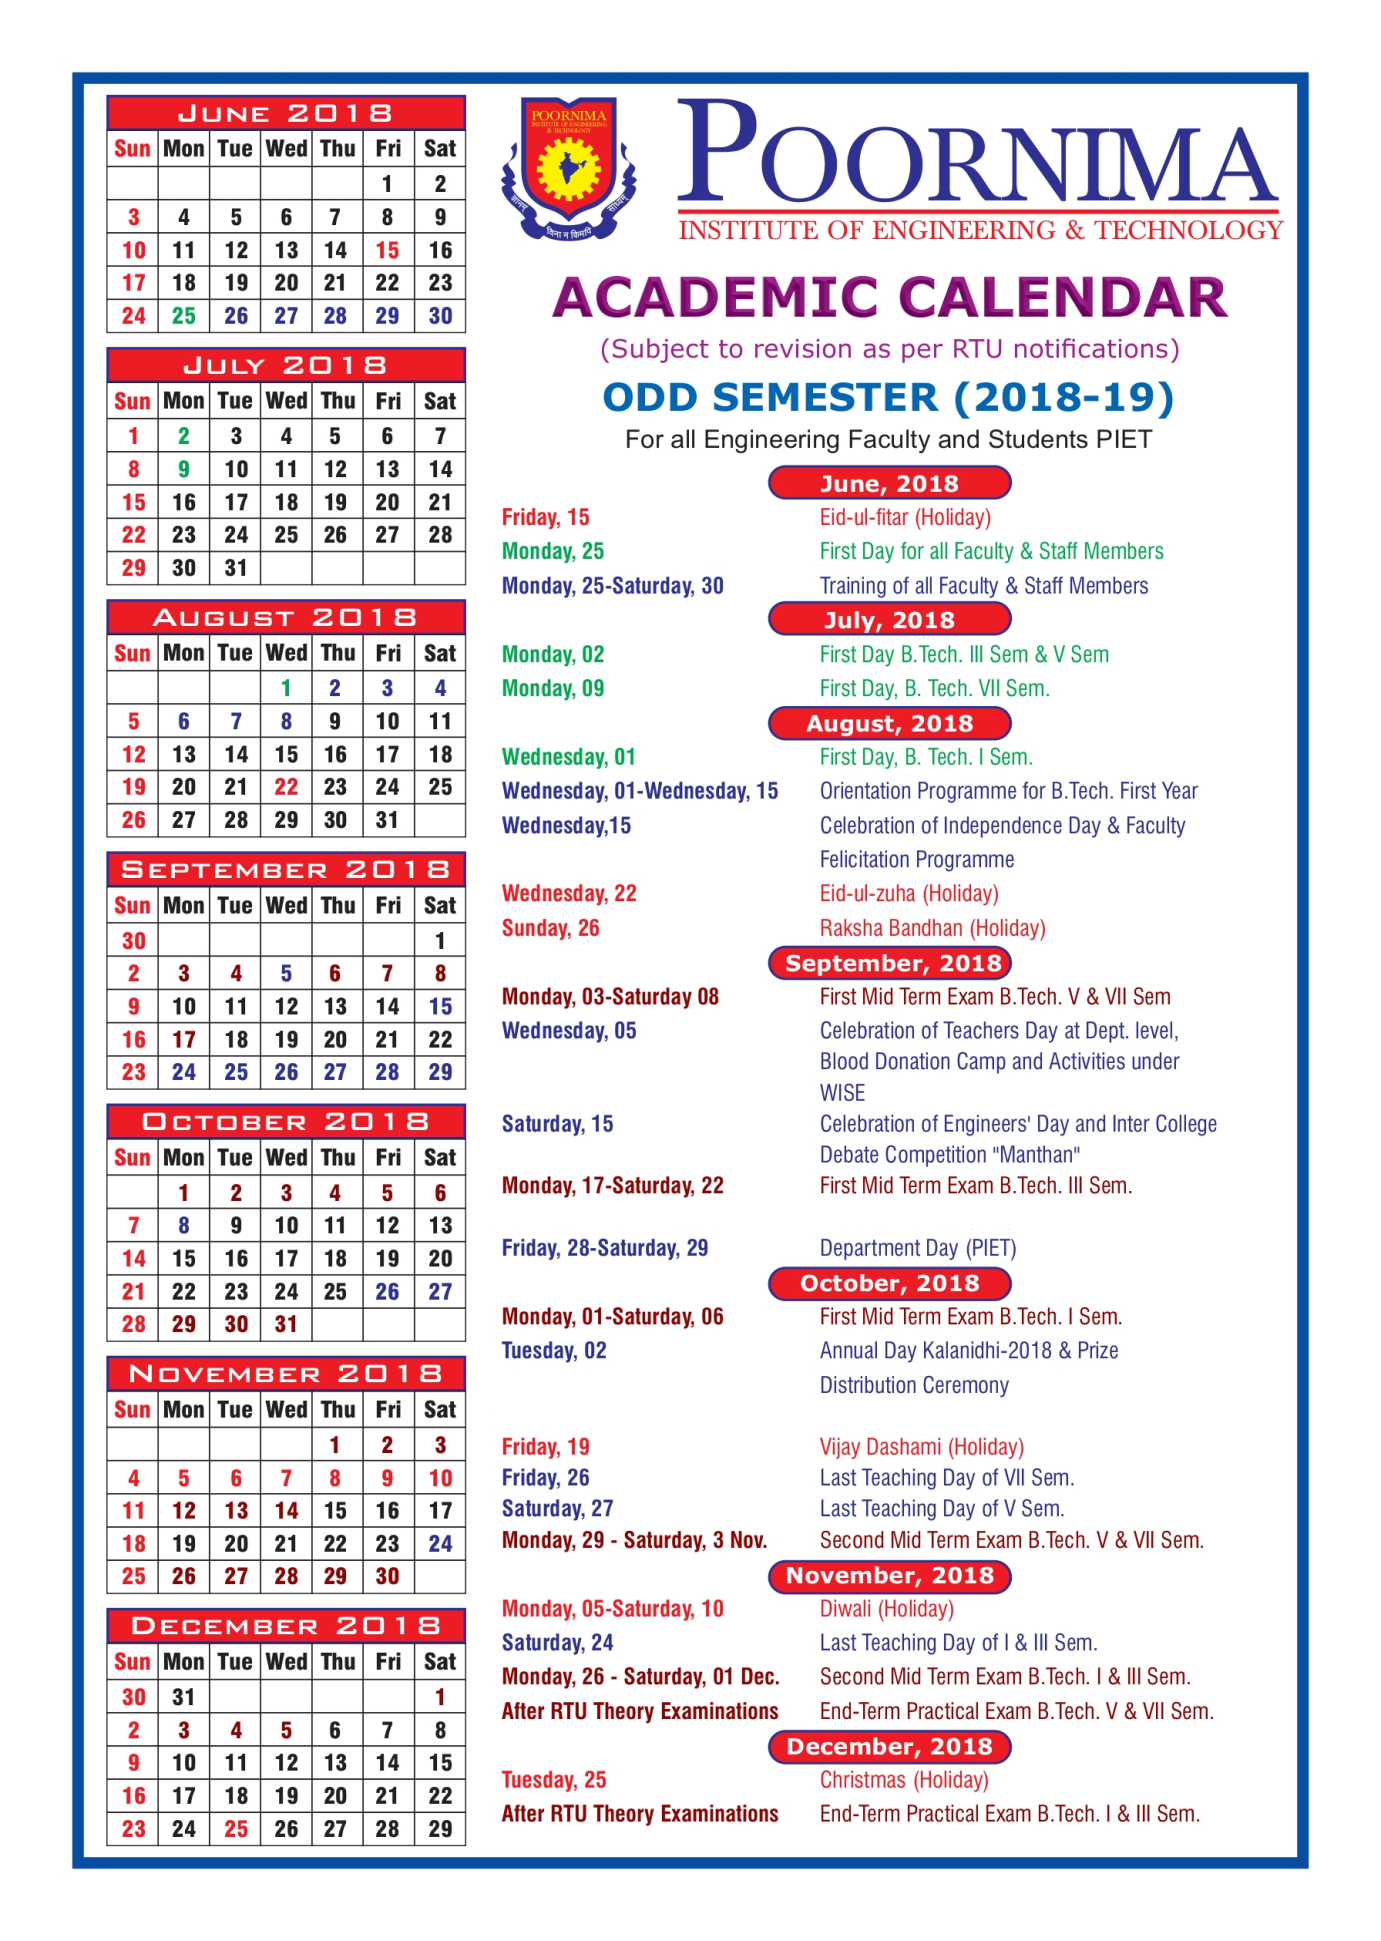 June 2018
Sun Mon Tue Wed Thu Fri Sat
1 2
3 4 5 6 7 8 9
10 11 12 13 14 15 16
17 18 19 20 21 22 23
24 25 26 27 28 29 30
July 2018
Sun Mon Tue Wed Thu Fri Sat
1 2 3 4 5 6 7
8 9 10 11 12 13 14
15 16 17 18 19 20 21
22 23 24 25 26 27 28
29 30 31
August 2018
Sun Mon Tue Wed Thu Fri Sat
1 2 3 4
5 6 7 8 9 10 11
12 13 14 15 16 17 18
19 20 21 22 23 24 25
26 27 28 29 30 31
September 2018
Sun Mon Tue Wed Thu Fri Sat
30 1
2 3 4 5 6 7 8
9 10 11 12 13 14 15
16 17 18 19 20 21 22
23 24 25 26 27 28 29
October 2018
Sun Mon Tue Wed Thu Fri Sat
1 2 3 4 5 6
7 8 9 10 11 12 13
14 15 16 17 18 19 20
21 22 23 24 25 26 27
28 29 30 31
November 2018
Sun Mon Tue Wed Thu Fri Sat
1 2 3
4 5 6 7 8 9 10
11 12 13 14 15 16 17
18 19 20 21 22 23 24
25 26 27 28 29 30
December 2018
Sun Mon Tue Wed Thu Fri Sat
30 31 1
2 3 4 5 6 7 8
9 10 11 12 13 14 15
16 17 18 19 20 21 22
23 24 25 26 27 28 29
POORNIMA
INSTITUTE OF ENGINEERING
& TECHNOLOGY
ज्ञानम् विना न किमपि साध्यम्
POORNIMA
INSTITUTE OF ENGINEERING & TECHNOLOGY
ACADEMIC CALENDAR
(Subject to revision as per RTU notifications)
ODD SEMESTER (2018-19)
For all Engineering Faculty and Students PIET
June, 2018
Friday, 15 Eid-ul-fitar (Holiday)
Monday, 25 First Day for all Faculty & Staff Members
Monday, 25-Saturday, 30 Training of all Faculty & Staff Members
July, 2018
Monday, 02 First Day B.Tech. III Sem & V Sem
Monday, 09 First Day, B. Tech. VII Sem.
August, 2018
Wednesday, 01 First Day, B. Tech. I Sem.
Wednesday, 01-Wednesday, 15 Orientation Programme for B.Tech. First Year
Wednesday,15 Celebration of Independence Day & Faculty
Felicitation Programme
Wednesday, 22 Eid-ul-zuha (Holiday)
Sunday, 26 Raksha Bandhan (Holiday)
September, 2018
Monday, 03-Saturday 08 First Mid Term Exam B.Tech. V & VII Sem
Wednesday, 05 Celebration of Teachers Day at Dept. level,
Blood Donation Camp and Activities under
WISE
Saturday, 15 Celebration of Engineers' Day and Inter College
Debate Competition "Manthan"
Monday, 17-Saturday, 22 First Mid Term Exam B.Tech. III Sem.
Friday, 28-Saturday, 29 Department Day (PIET)
October, 2018
Monday, 01-Saturday, 06 First Mid Term Exam B.Tech. I Sem.
Tuesday, 02 Annual Day Kalanidhi-2018 & Prize
Distribution Ceremony
Friday, 19 Vijay Dashami (Holiday)
Friday, 26 Last Teaching Day of VII Sem.
Saturday, 27 Last Teaching Day of V Sem.
Monday, 29 - Saturday, 3 Nov. Second Mid Term Exam B.Tech. V & VII Sem.
November, 2018
Monday, 05-Saturday, 10 Diwali (Holiday)
Saturday, 24 Last Teaching Day of I & III Sem.
Monday, 26 - Saturday, 01 Dec. Second Mid Term Exam B.Tech. I & III Sem.
After RTU Theory Examinations End-Term Practical Exam B.Tech. V & VII Sem.
December, 2018
Tuesday, 25 Christmas (Holiday)
After RTU Theory Examinations End-Term Practical Exam B.Tech. I & III Sem.